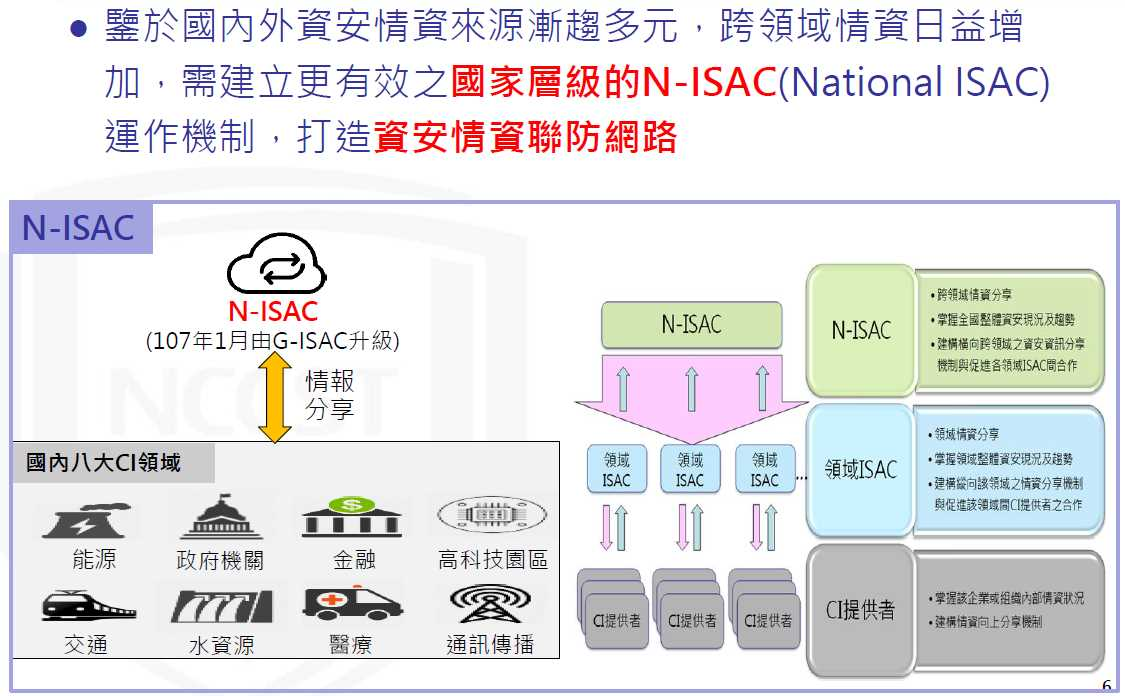 ● 鑒於國內外資安情資來源漸趨多元，跨領域情資日益增
加，需建立更有效之國家層級的N-ISAC(National ISAC)
運作機制，打造資安情資聯防網路
N-ISAC
N-ISAC
(107年1月由G-ISAC升級)
情報
分享
國內八大CI領域
能源
政府機關
金融
高科技園區
交通
水資源
醫療
通訊傳播
NCCST
N-ISAC
領域
ISAC
領域
ISAC
領域
ISAC
...
CI提供者
CI提供者
CI提供者
N-ISAC
•跨領域情資分享
•掌握全國整體資安現況及趨勢
•建構橫向跨領域之資安資訊分享
機制與促進各領域ISAC間合作
領域ISAC
•領域情資分享
•掌握領域整體資安現況及趨勢
•建構縱向該領域之情資分享機制
與促進該領域間CI提供者之合作
CI提供者
•掌握該企業或組織內部情資狀況
•建構情資向上分享機制
6